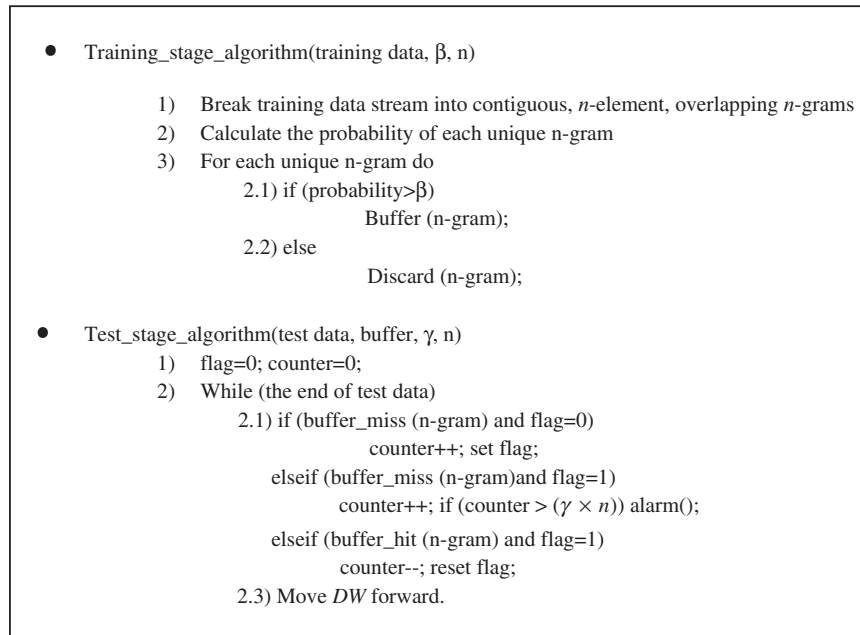 • Training_stage_algorithm(training data, β, n)
1) Break training data stream into contiguous, n-element, overlapping n-grams
2) Calculate the probability of each unique n-gram
3) For each unique n-gram do
2.1) if (probability>β)
Buffer (n-gram);
2.2) else
Discard (n-gram);
• Test_stage_algorithm(test data, buffer, γ, n)
1) flag=0; counter=0;
2) While (the end of test data)
2.1) if (buffer_miss (n-gram) and flag=0)
counter++; set flag;
elseif (buffer_miss (n-gram)and flag=1)
counter++; if (counter > (γ × n)) alarm();
elseif (buffer_hit (n-gram) and flag=1)
counter--; reset flag;
2.3) Move DW forward.